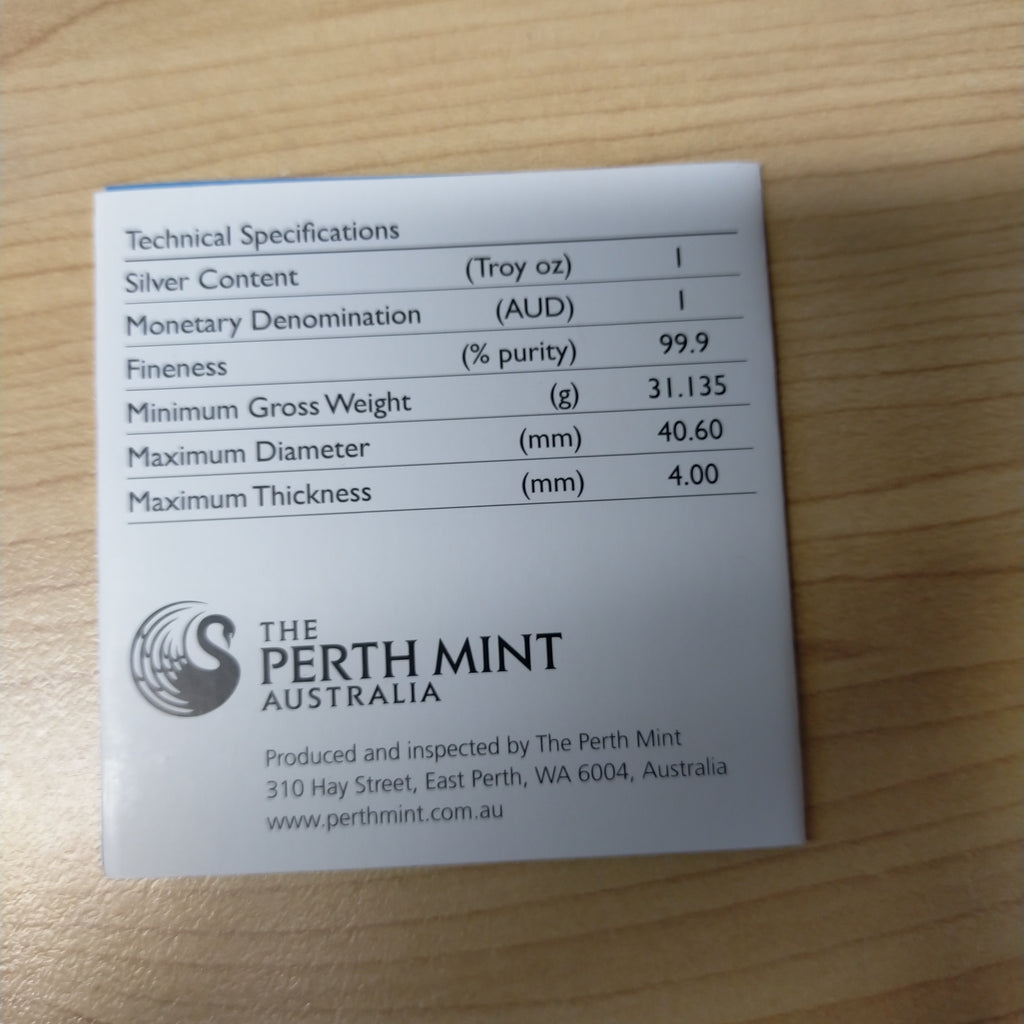 Technical Specifications
Silver Content (Troy oz) 1
Monetary Denomination (AUD) 1
Fineness (% purity) 99.9
Minimum Gross Weight (g) 31.135
Maximum Diameter (mm) 40.60
Maximum Thickness (mm) 4.00
THE
PERTH MINT
AUSTRALIA
Produced and inspected by The Perth Mint
310 Hay Street, East Perth, WA 6004, Australia
www.perthmint.com.au